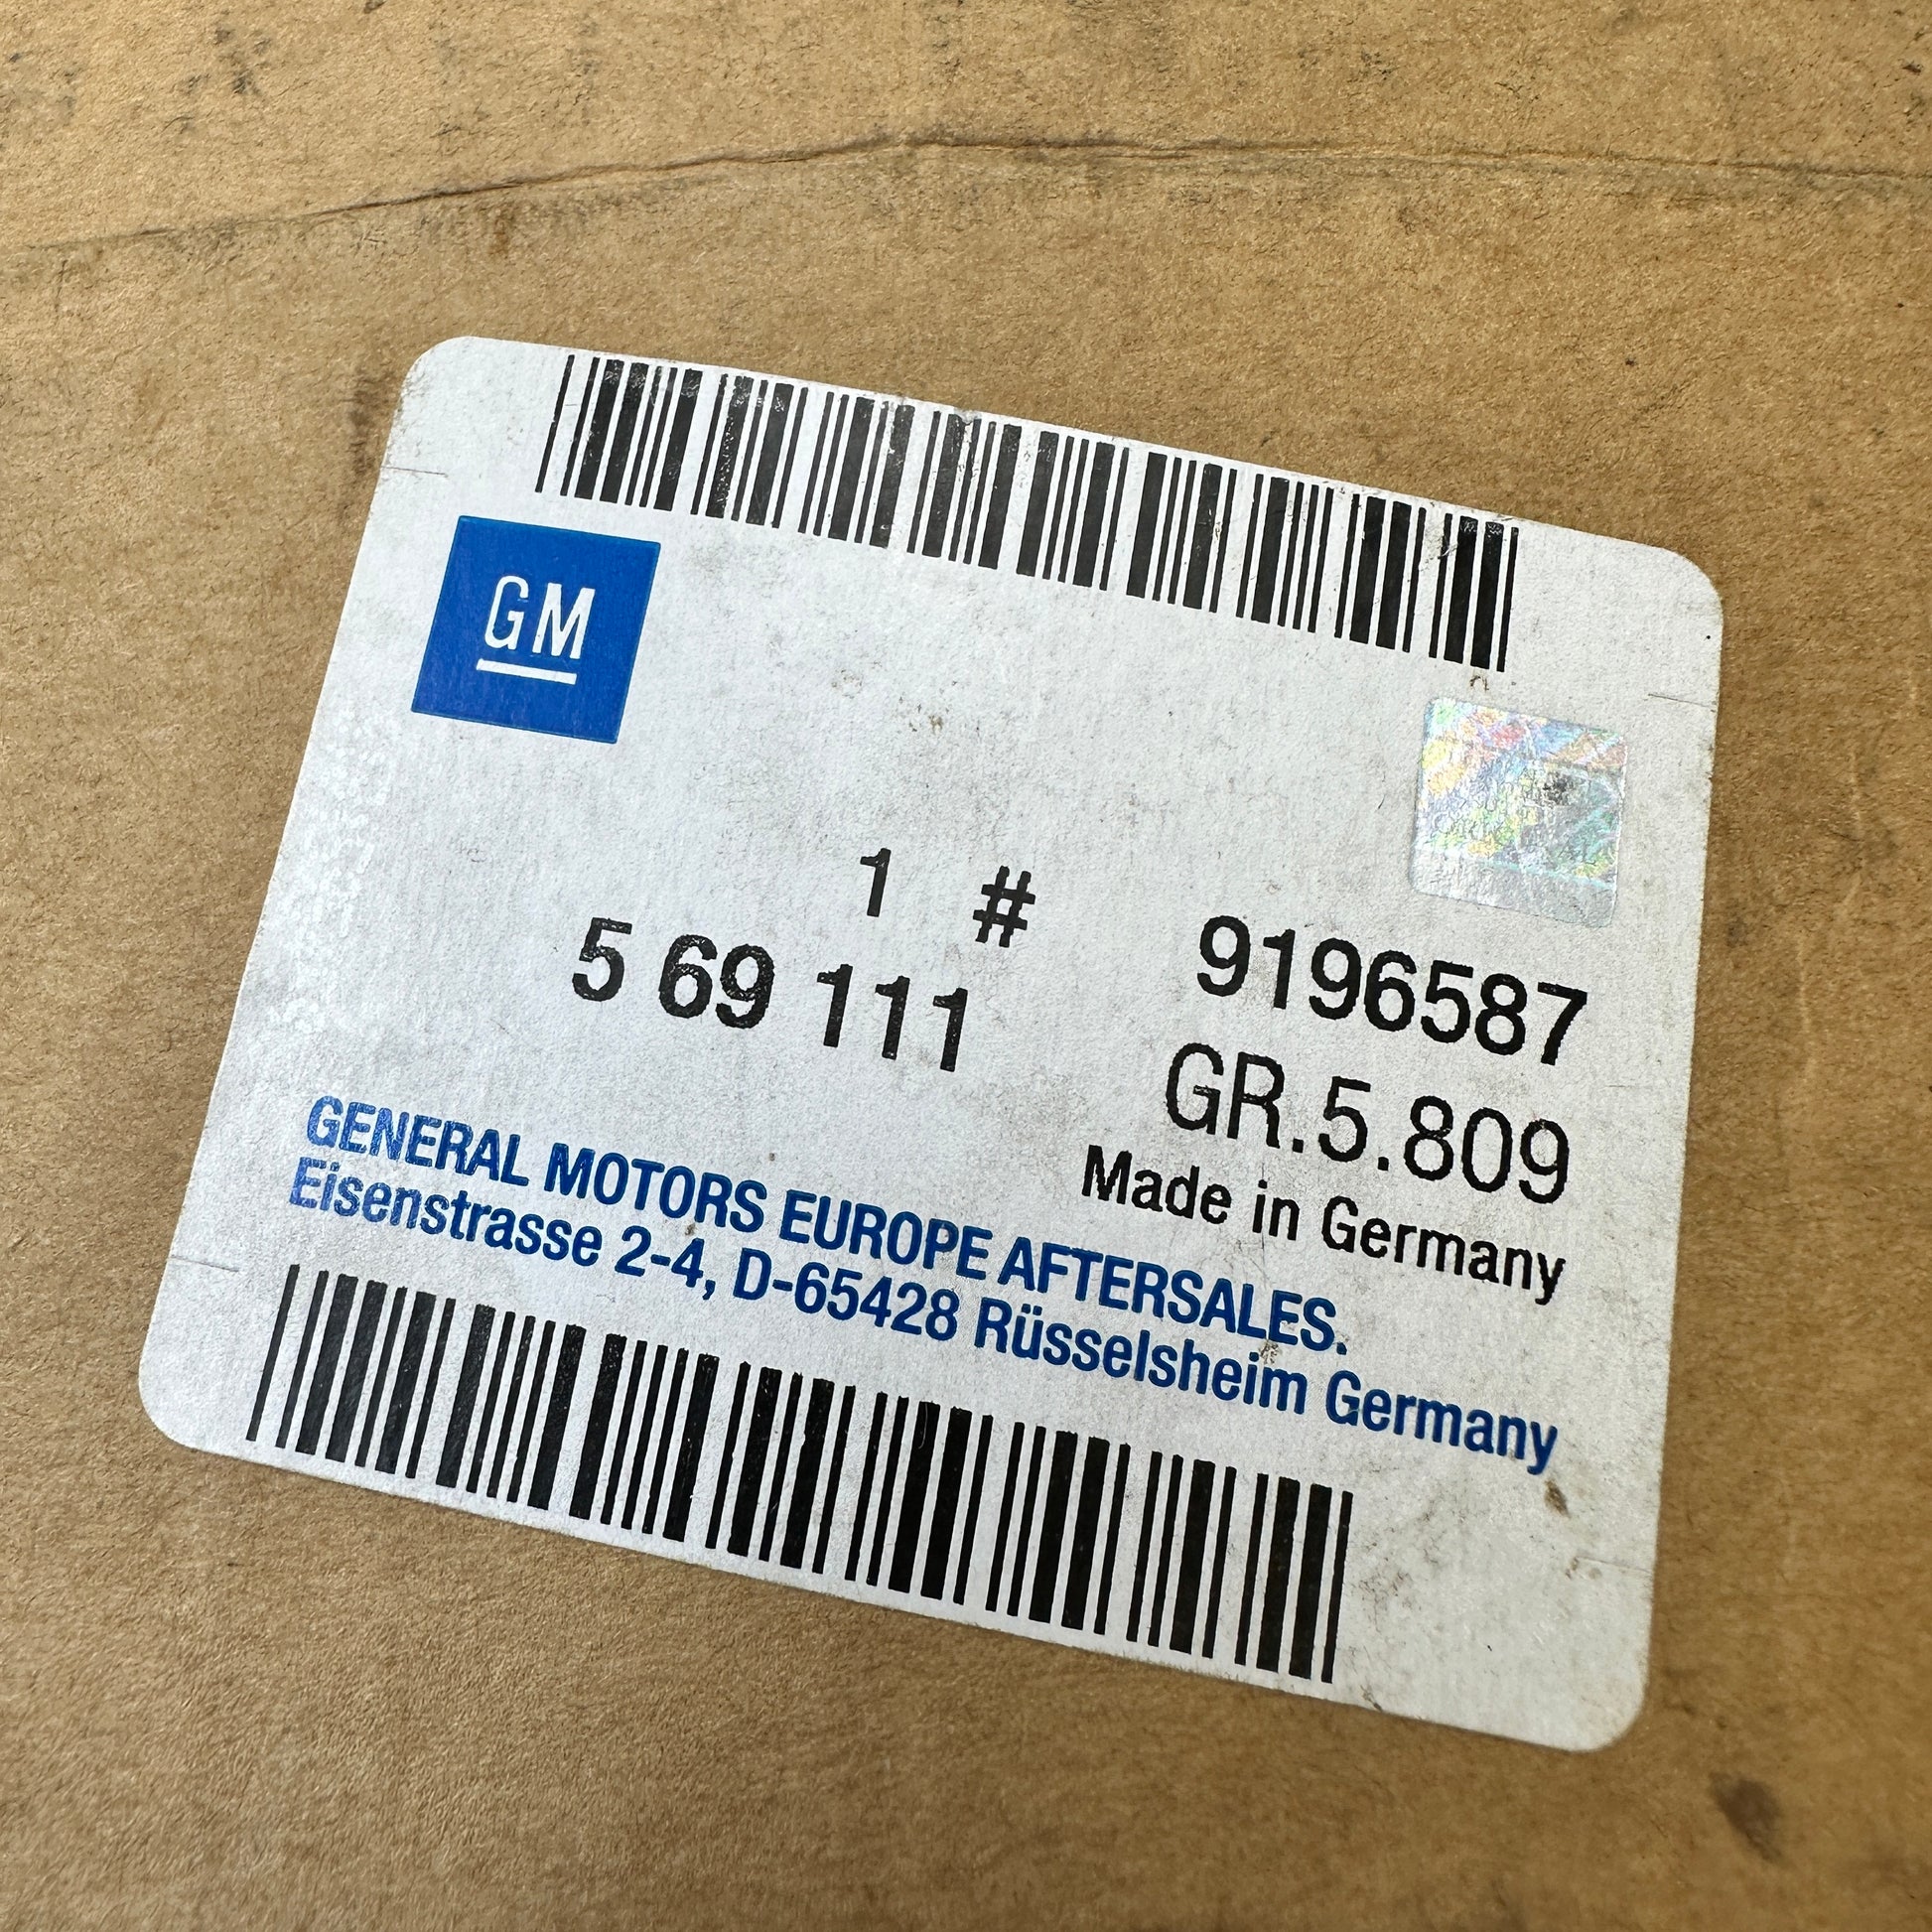 GM
1 #
5 69 111
9196587
GR.5.809
Made in Germany
GENERAL MOTORS EUROPE AFTERSALES.
Eisenstrasse 2-4, D-65428 Rüsselsheim Germany